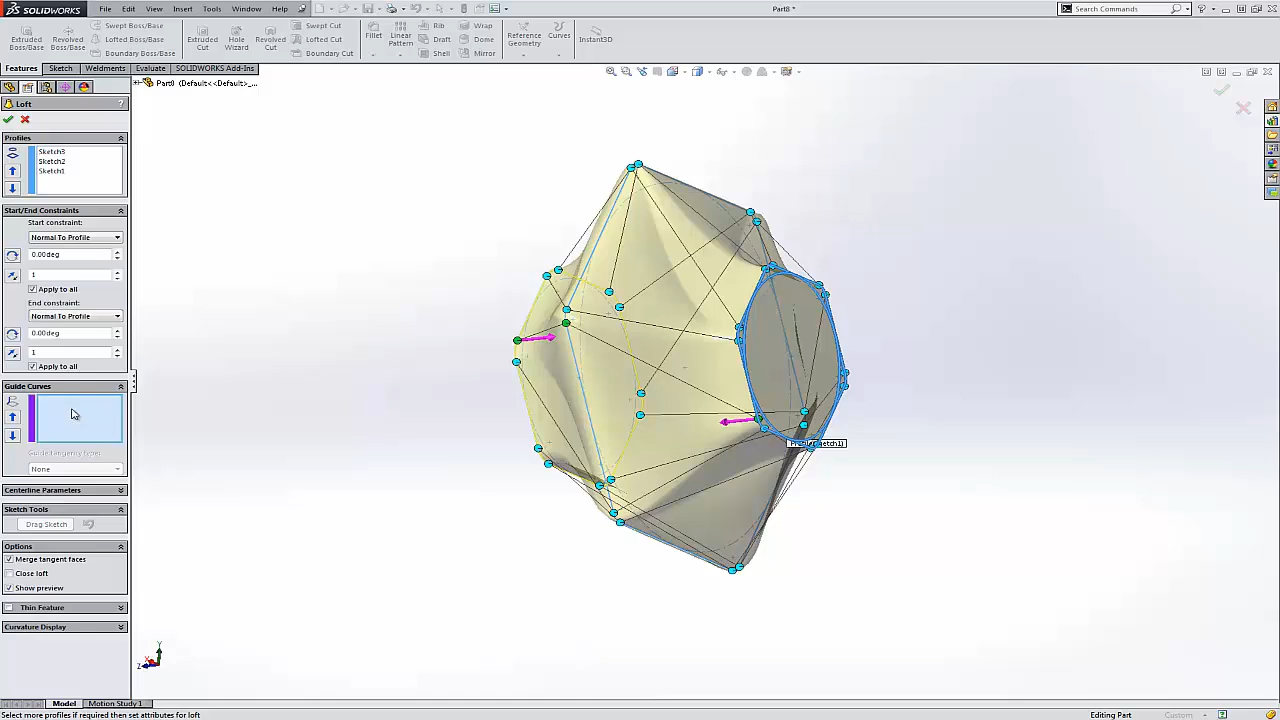 SOLIDWORKS File Edit View Insert Tools Window Help Part8 * Search Commands
Extruded Boss/Base Revolved Boss/Base Swept Boss/Base Lofted Boss/Base Boundary Boss/Base Extruded Cut Hole Wizard Revolved Cut Swept Cut Lofted Cut Boundary Cut Fillet Linear Pattern Rib Draft Shell Wrap Dome Mirror Reference Geometry Curves Instant3D
Features Sketch Weldments Evaluate SOLIDWORKS Add-Ins
Part8 (Default<<Default>_...
Loft ?
Profiles
Sketch3
Sketch2
Sketch1
Start/End Constraints
Start constraint:
Normal To Profile
0.00deg
1
Apply to all
End constraint:
Normal To Profile
0.00deg
1
Apply to all
Guide Curves
Guide tangency type:
None
Centerline Parameters
Sketch Tools
Drag Sketch
Options
Merge tangent faces
Close loft
Show preview
Thin Feature
Curvature Display
Y
Z
Model Motion Study 1
Select more profiles if required then set attributes for loft Editing Part Custom